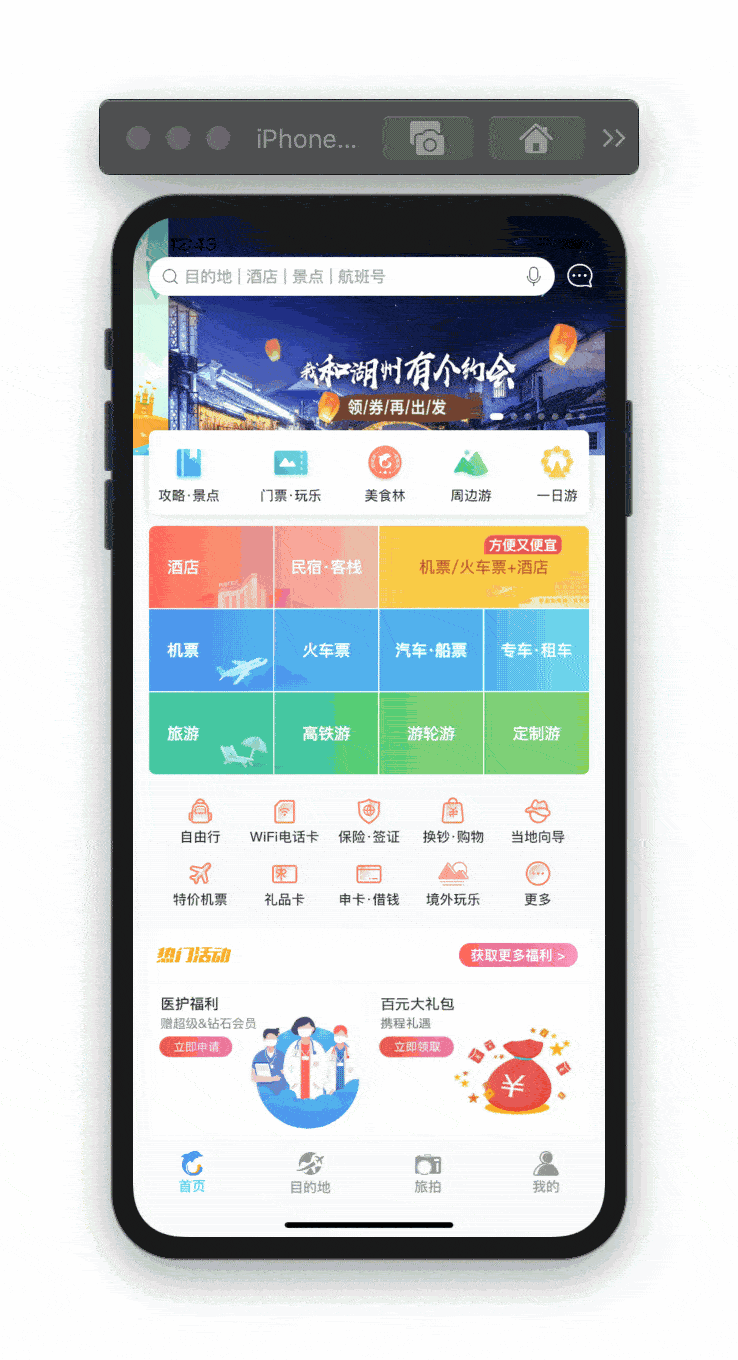 iPhone...
12:43
目的地 | 酒店 | 景点 | 航班号
我和湖州有个约会
领/券/再/出/发
攻略·景点 门票·玩乐 美食林 周边游 一日游
方便又便宜
酒店 民宿·客栈 机票/火车票+酒店
机票 火车票 汽车·船票 专车·租车
旅游 高铁游 游轮游 定制游
自由行 WiFi电话卡 保险·签证 换钞·购物 当地向导
特价机票 礼品卡 申卡·借钱 境外玩乐 更多
热门活动 获取更多福利 >
医护福利 百元大礼包
赠超级&钻石会员 携程礼遇
立即申请 立即领取
首页 目的地 旅拍 我的